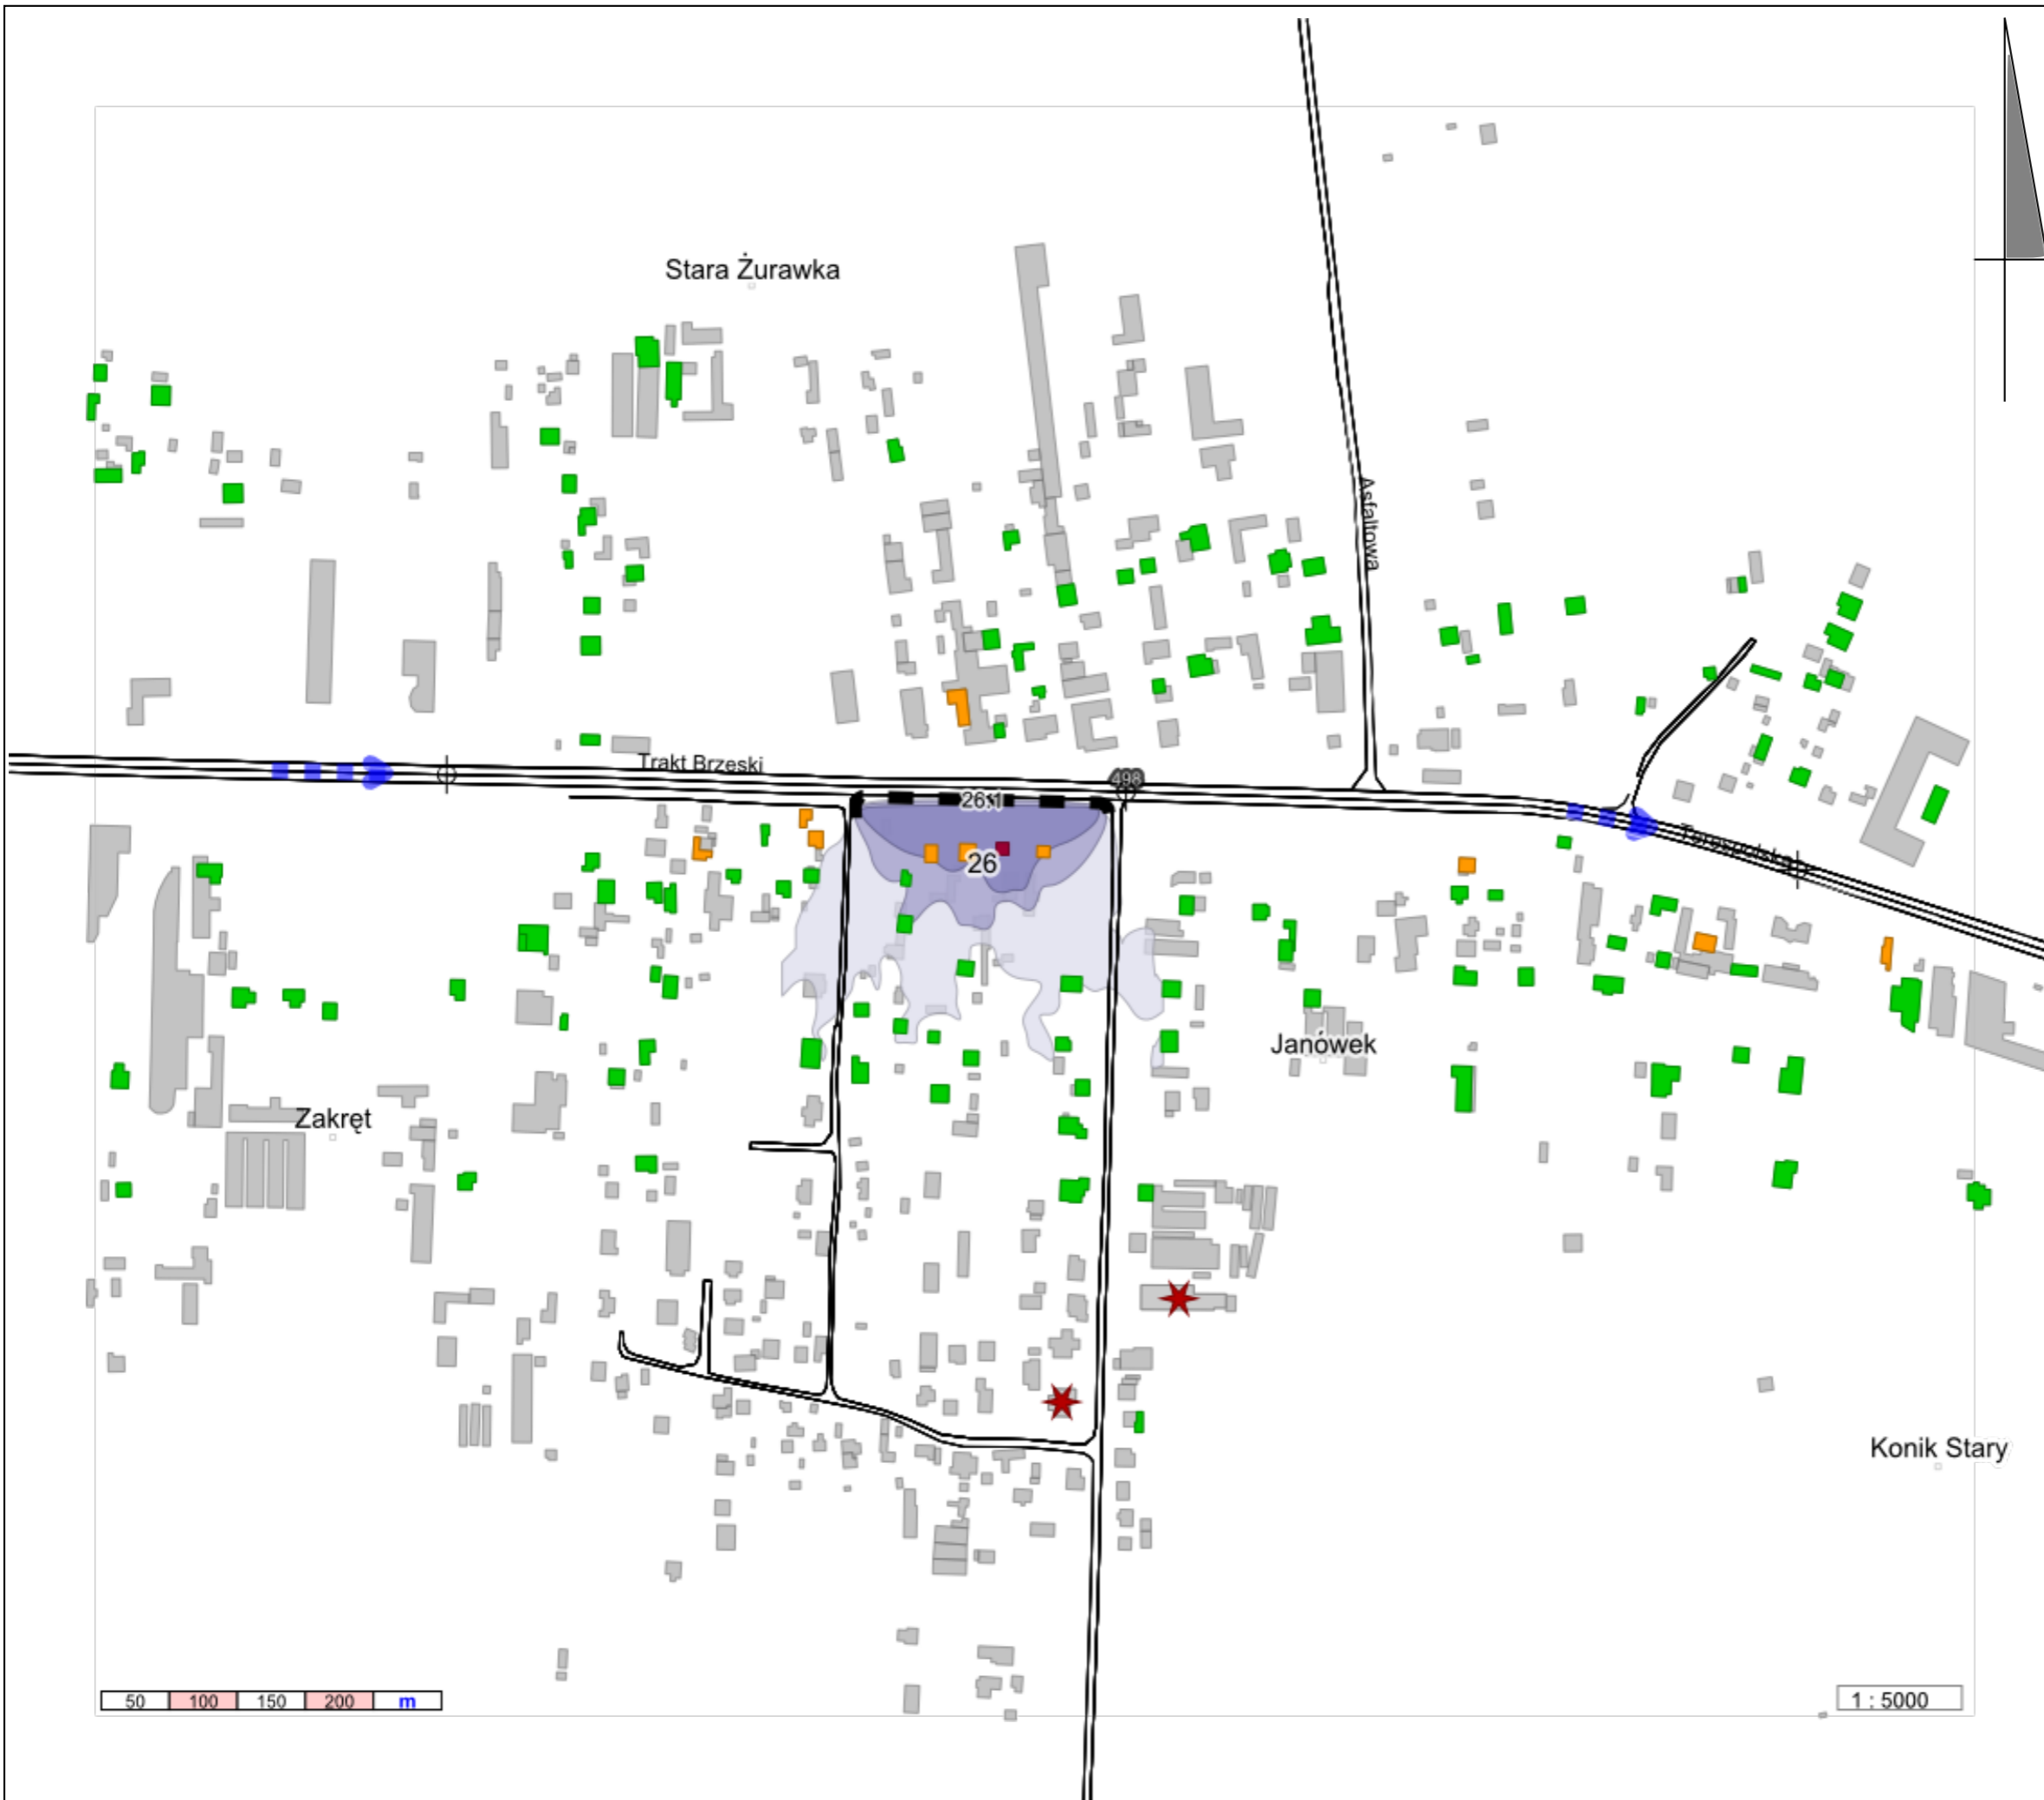 Stara Żurawka
Asfaltowa
Trakt Brzeski
498
26.1
26
Janówek
Zakręt
Konik Stary
50 100 150 200 m
1 : 5000